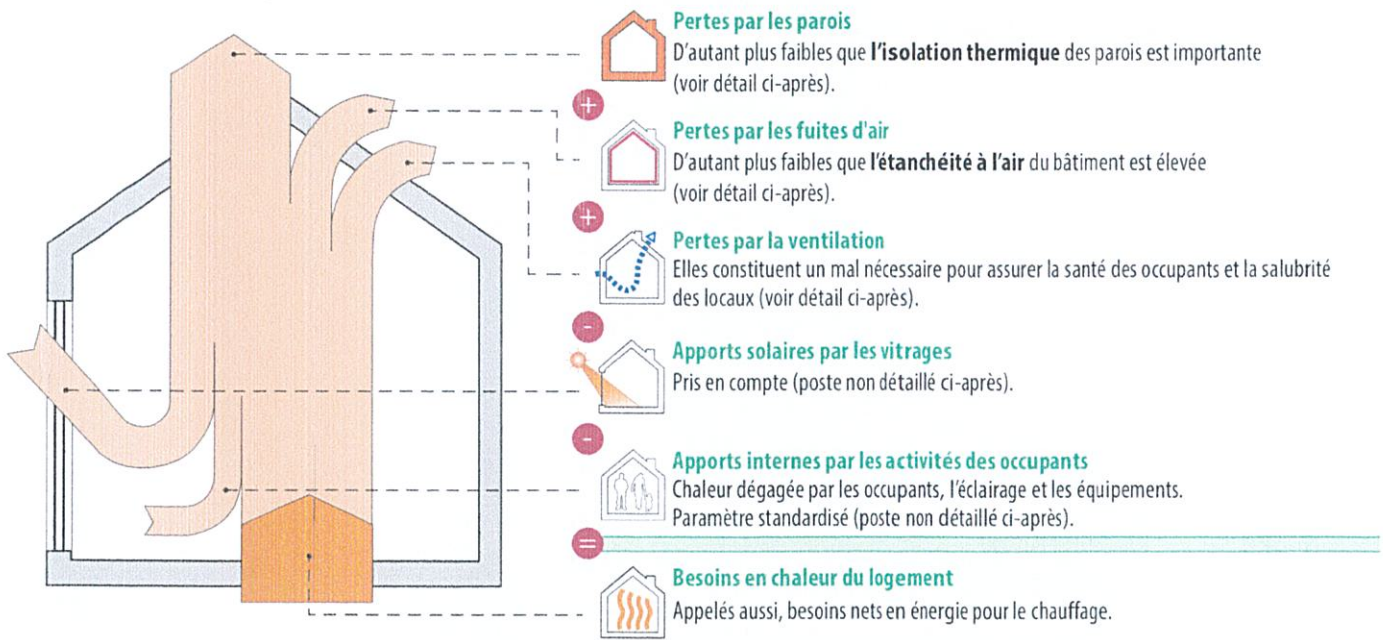 Pertes par les parois
D'autant plus faibles que l'isolation thermique des parois est importante
(voir détail ci-après).
+
Pertes par les fuites d'air
D'autant plus faibles que l'étanchéité à l'air du bâtiment est élevée
(voir détail ci-après).
+
Pertes par la ventilation
Elles constituent un mal nécessaire pour assurer la santé des occupants et la salubrité
des locaux (voir détail ci-après).
-
Apports solaires par les vitrages
Pris en compte (poste non détaillé ci-après).
-
Apports internes par les activités des occupants
Chaleur dégagée par les occupants, l'éclairage et les équipements.
Paramètre standardisé (poste non détaillé ci-après).
=
Besoins en chaleur du logement
Appelés aussi, besoins nets en énergie pour le chauffage.